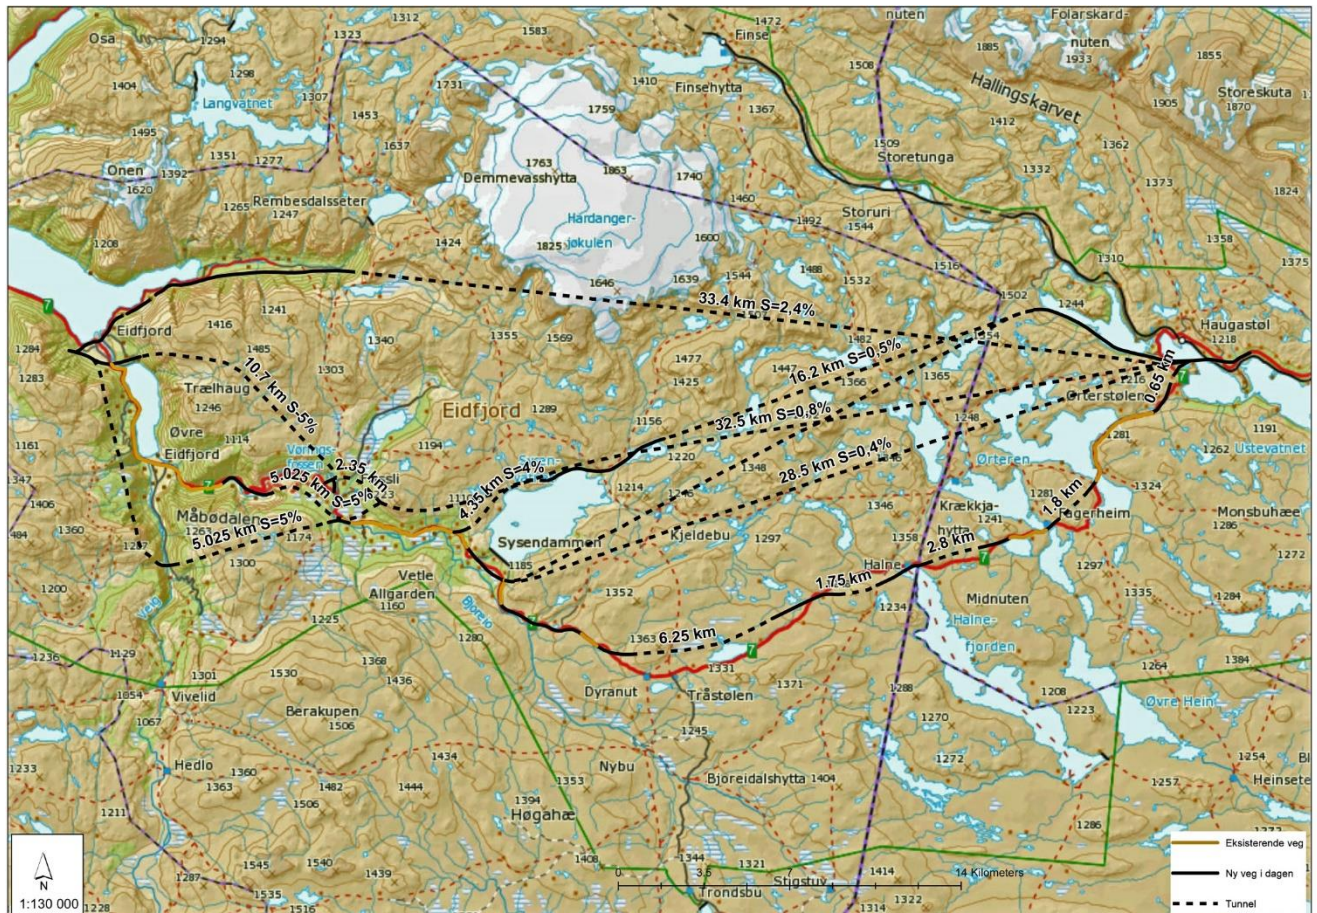 1312
1472
nuten
Folarskard-
Osa
1294
1323
1583
Finse
1885
nuten
1933
1855
1404
1298
1731
1410
1508
Storeskuta
1870
Langvatnet
1307
1759
Finsehytta
Hallingskarvet
1905
1453
1367
1412
1495
1637
1509
1362
1351
1277
1763
1863
Storetunga
Onen
1392
Demmevasshytta
1740
1332
1373
1824
1620
Rembesdalsseter
1265
1247
1460
Storuri
1492
1544
Hardanger-
jøkulen
1208
1424
1825
1600
1358
1516
1310
1375
1488
1639
1544
1532
1646
33.4 km S=2,4%
1502
1244
7
1241
Eidfjord
1416
1355
1569
1482
1354
Haugastøl
1218
1284
1485
1340
1477
16.2 km S=0,5%
1283
10.7 km S-5%
1303
1447
1366
1365
1216
7
0.65 km
Trælhaug
1425
Ørterstølen
1246
Eidfjord
1289
32.5 km S=0,8%
1248
1161
Øvre
Eidfjord
1114
1156
1281
1191
1194
1262
Ustevatnet
1220
28.5 km S=0,4%
1347
2.35 km
4.35 km S=4%
1348
Ørteren
1406
7
5.025 km S=5%
1214
1246
1281
1324
1.8 km
Måbødalen
1346
Krækkja-
hytta
1241
Monsbuhæe
1360
1174
5.025 km S=5%
Sysendammen
Kjeldebu
1297
1358
2.8 km
1286
1300
1185
1272
1200
Vetle
Allgarden
1352
Halne
7
1297
1160
1.75 km
1335
1284
Bjoreio
1234
Midnuten
1225
1280
1363
6.25 km
Halne-
fjorden
1236
1129
1368
7
1331
1384
1301
1264
1054
Vivelid
1530
1436
Dyranut
Tråstølen
1371
1288
1208
Øvre Hein
1067
Berakupen
1506
1223
1245
1270
1434
1254
Hedlo
1360
Nybu
1272
1233
1363
1482
1444
1353
Bjoreidalshytta
1404
1257
Heinsete
1506
1394
1211
Høgahæ
1286
1408
1545
1540
1344
1321
1414
1439
0
3.5
7
14 Kilometers
1287
1535
Trondsbu
Stigstuv
1322
1228
1516
1314
N
1:130 000
Eksisterende veg
Ny veg i dagen
Tunnel